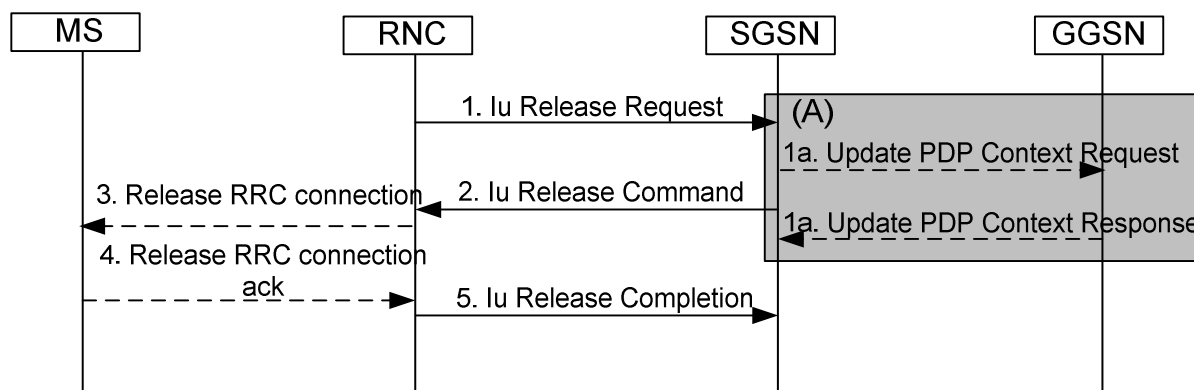 MS
RNC
SGSN
GGSN
1. Iu Release Request
(A)
1a. Update PDP Context Request
3. Release RRC connection
2. Iu Release Command
1a. Update PDP Context Response
4. Release RRC connection
ack
5. Iu Release Completion